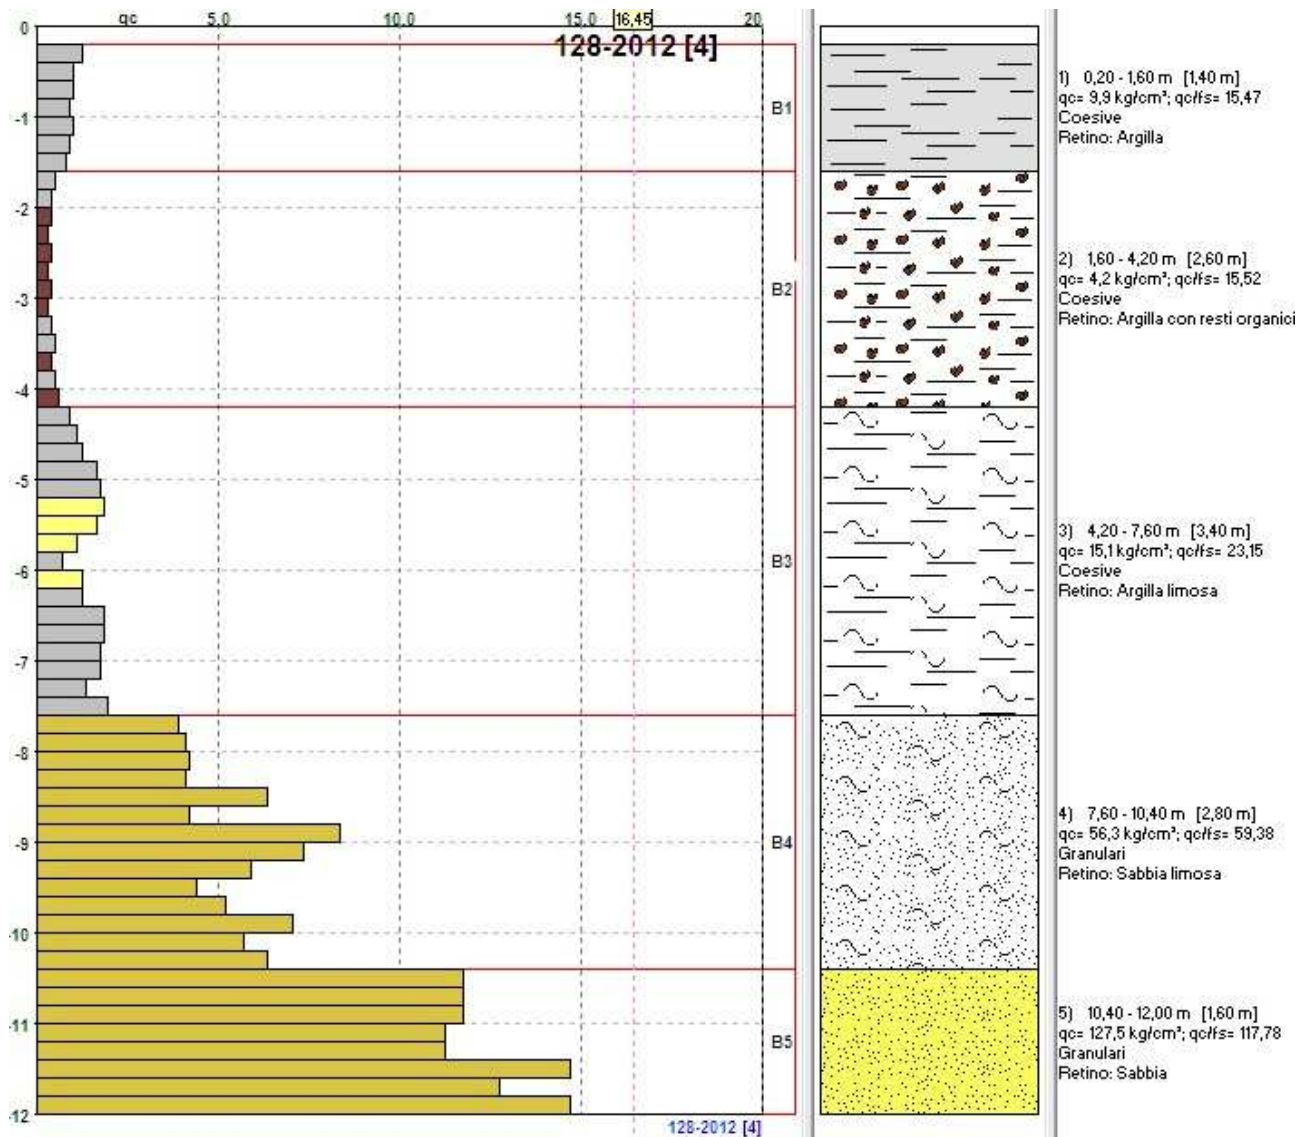 0 qc 5.0 10.0 15.0 16,45 20
128-2012 [4]
-1
-2
-3
-4
-5
-6
-7
-8
-9
-10
-11
-12
B1
B2
B3
B4
B5
128-2012 [4]
1) 0,20 - 1,60 m [1,40 m]
qc= 9,9 kg/cm²; qc/fs= 15,47
Coesive
Retino: Argilla
2) 1,60 - 4,20 m [2,60 m]
qc= 4,2 kg/cm²; qc/fs= 15,52
Coesive
Retino: Argilla con resti organici
3) 4,20 - 7,60 m [3,40 m]
qc= 15,1 kg/cm²; qc/fs= 23,15
Coesive
Retino: Argilla limosa
4) 7,60 - 10,40 m [2,80 m]
qc= 56,3 kg/cm²; qc/fs= 59,38
Granulari
Retino: Sabbia limosa
5) 10,40 - 12,00 m [1,60 m]
qc= 127,5 kg/cm²; qc/fs= 117,78
Granulari
Retino: Sabbia